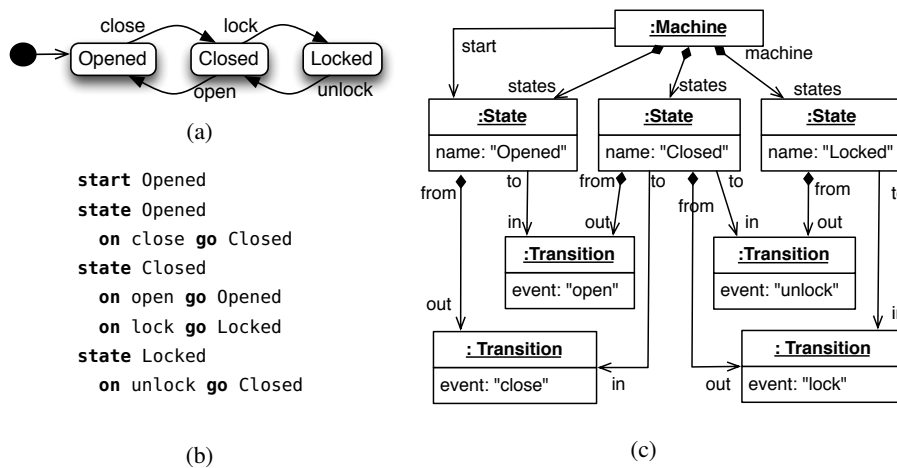 close
lock
Opened
Closed
Locked
open
unlock
(a)
start Opened
state Opened
on close go Closed
state Closed
on open go Opened
on lock go Locked
state Locked
on unlock go Closed
(b)
:Machine
start
machine
states
states
states
:State
name: "Opened"
:State
name: "Closed"
:State
name: "Locked"
from
to
from
to
from
to
from
in
out
in
out
:Transition
event: "open"
:Transition
event: "unlock"
out
: Transition
event: "close"
in
out
: Transition
event: "lock"
(c)